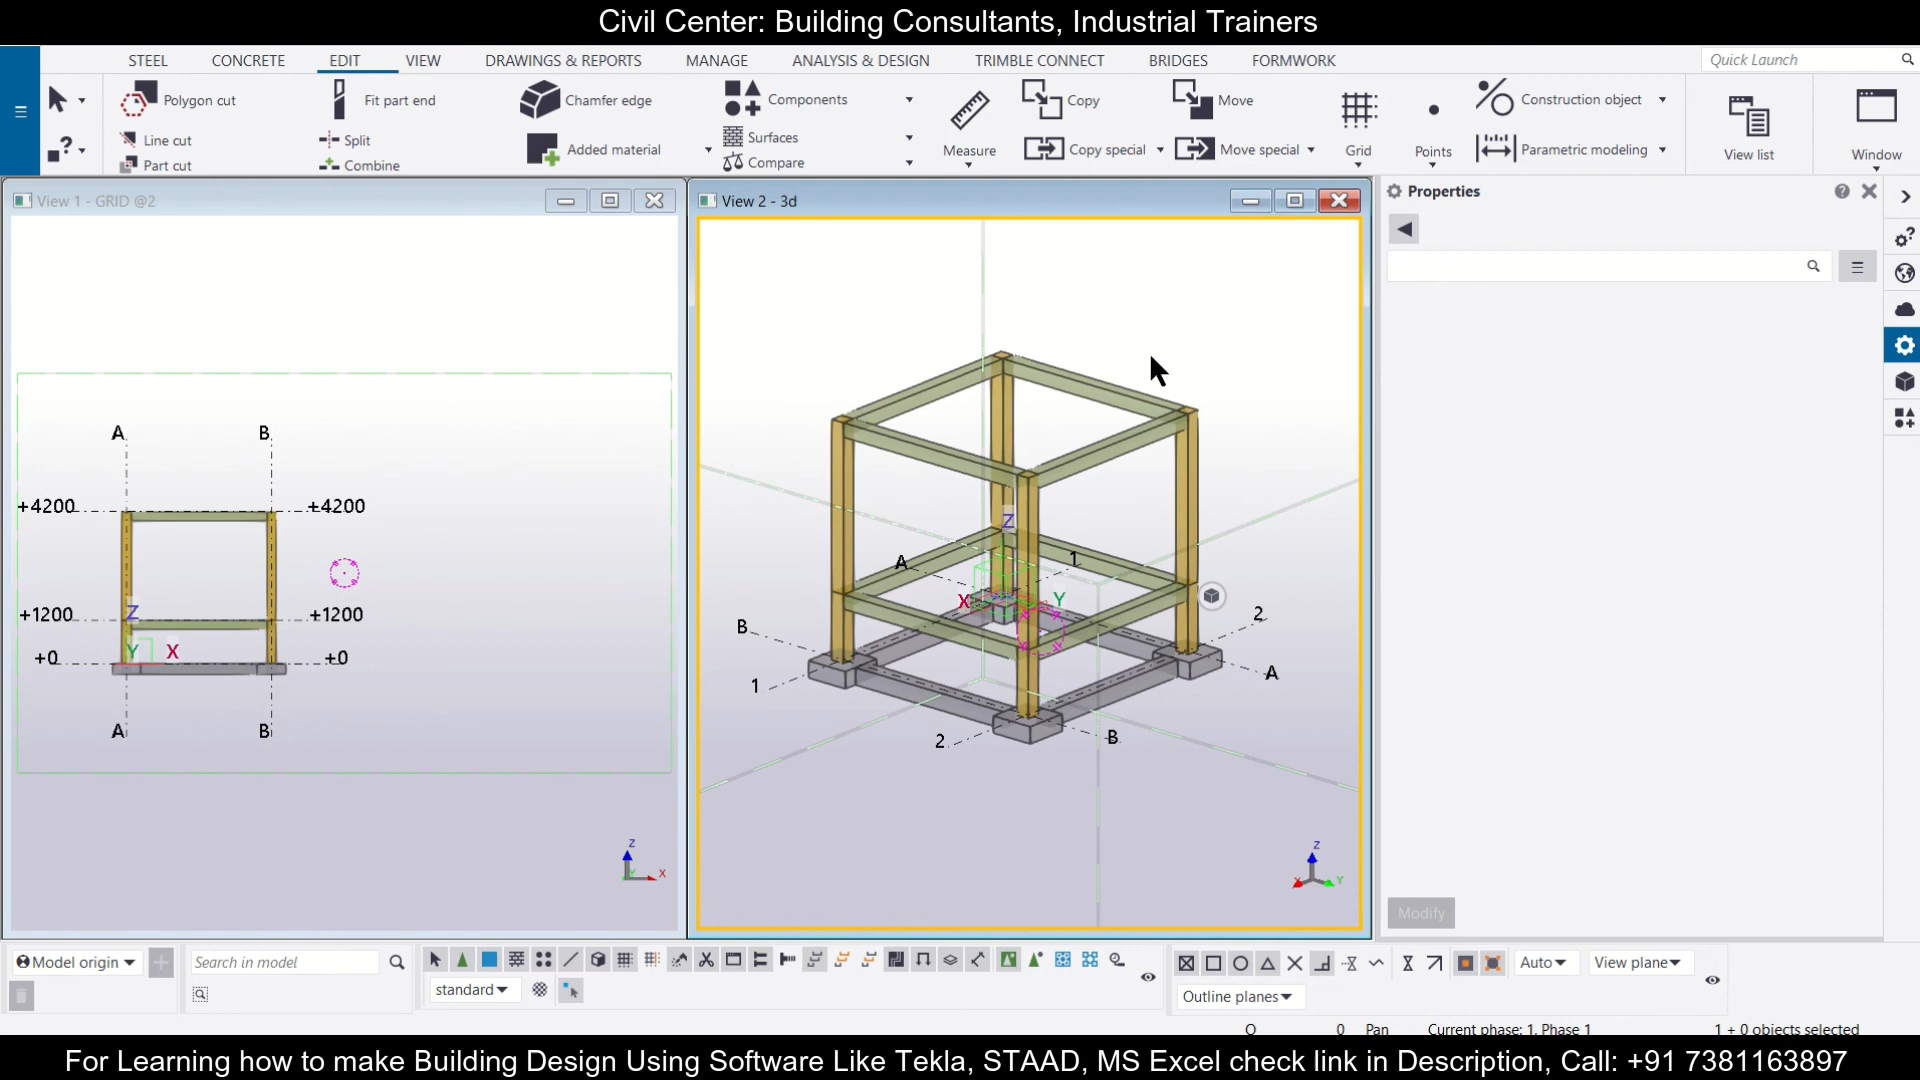 Civil Center: Building Consultants, Industrial Trainers
STEEL CONCRETE EDIT VIEW DRAWINGS & REPORTS MANAGE ANALYSIS & DESIGN TRIMBLE CONNECT BRIDGES FORMWORK Quick Launch
Polygon cut Fit part end Chamfer edge Components Copy Move Construction object
Line cut Split Surfaces
Part cut Combine Added material Compare Measure Copy special Move special Grid Points Parametric modeling View list Window
View 1 - GRID @2 View 2 - 3d Properties
A B
+4200 +4200
+1200 +1200
Z
Y X
+0 +0
A B
Z X
Z
A 1
X Y
B 2
1 A
2 B
Z
X Y
Modify
Model origin Search in model
standard
Auto View plane
Outline planes
O 0 Pan Current phase: 1, Phase 1 1 + 0 objects selected
For Learning how to make Building Design Using Software Like Tekla, STAAD, MS Excel check link in Description, Call: +91 7381163897